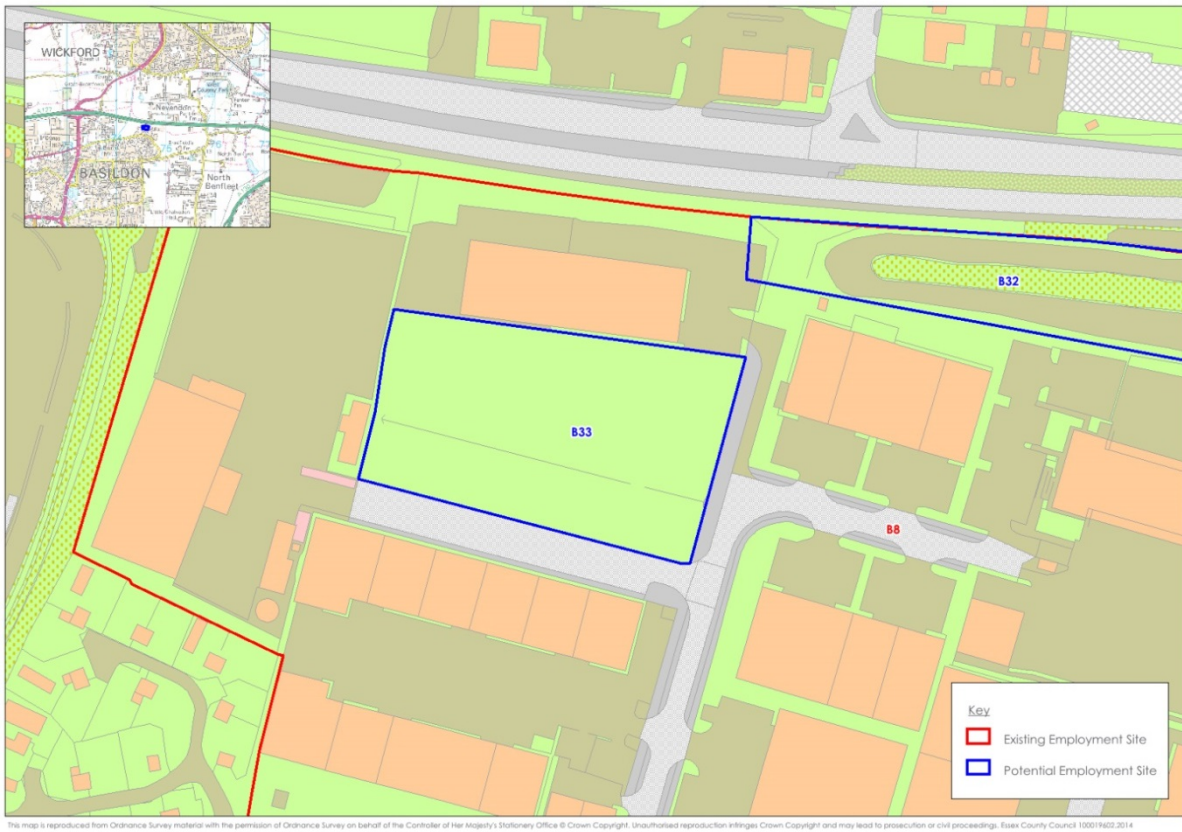 WICKFORD
Nevendon
BASILDON
North
Benfleet
B32
B33
B8
Key
Existing Employment Site
Potential Employment Site
This map is reproduced from Ordnance Survey material with the permission of Ordnance Survey on behalf of the Controller of Her Majesty's Stationery Office © Crown Copyright. Unauthorised reproduction infringes Crown Copyright and may lead to prosecution or civil proceedings. Essex County Council 100019602,2014